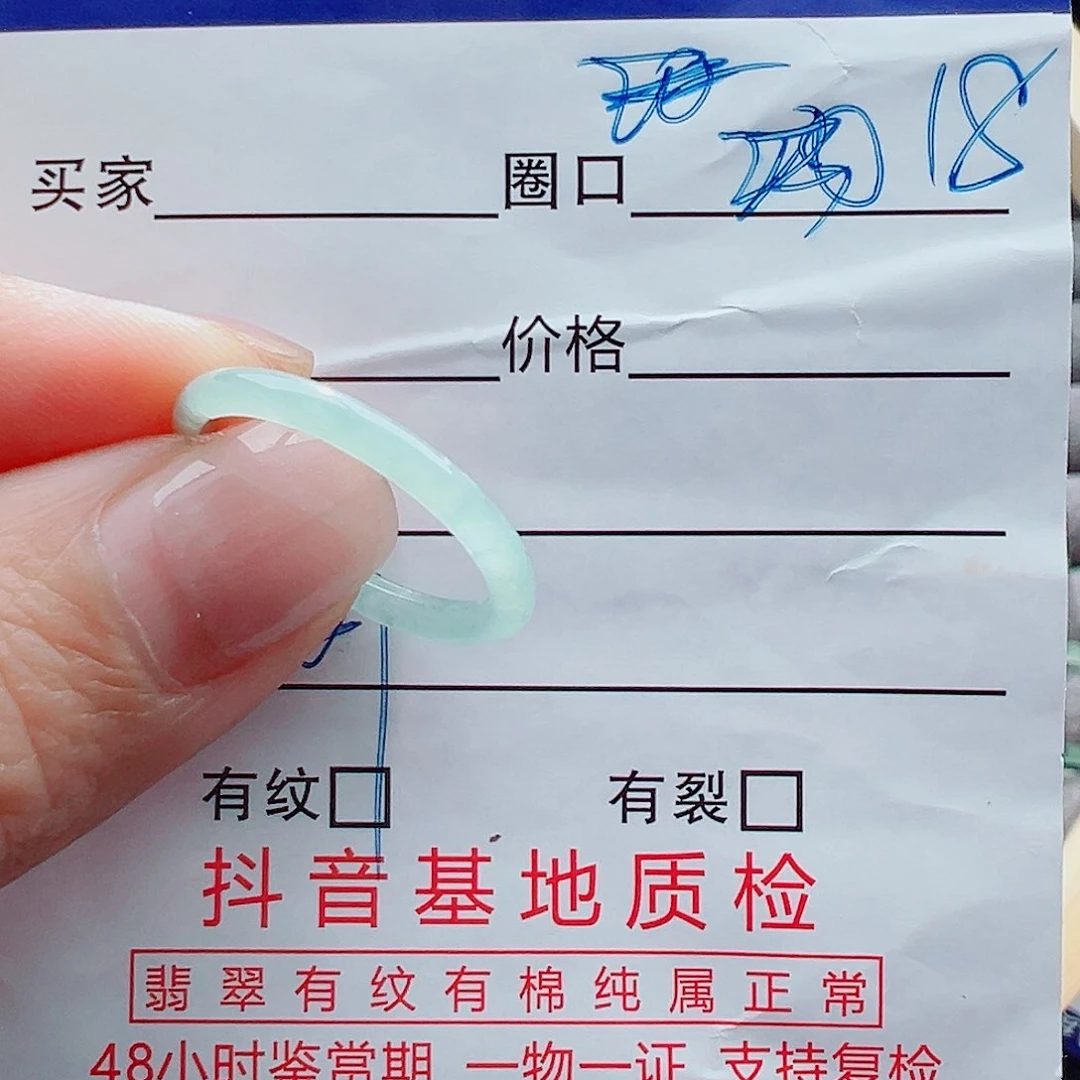 18
买家 圈口
价格
有纹 有裂
抖音基地质检
翡翠有纹有棉纯属正常
48小时鉴赏期 一物一证 支持复检